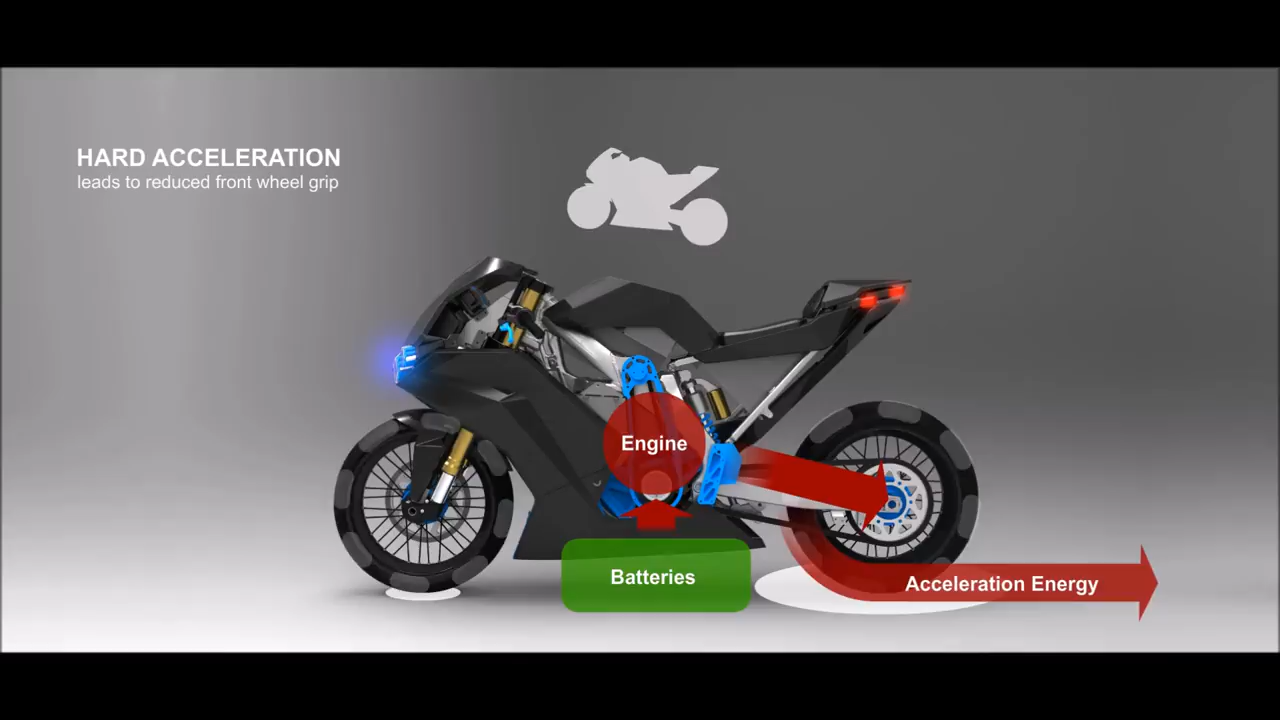 HARD ACCELERATION
leads to reduced front wheel grip
Engine
Batteries
Acceleration Energy